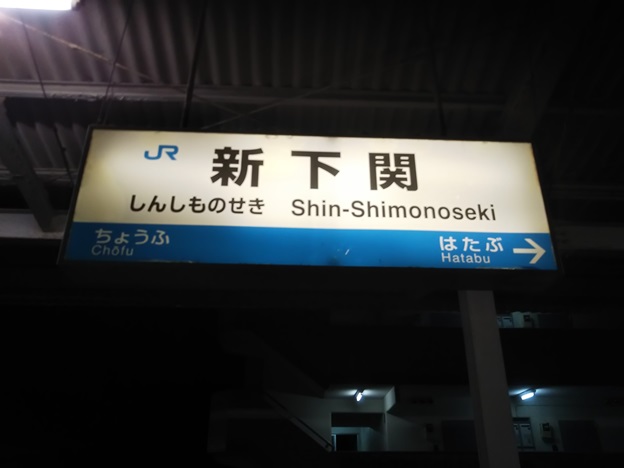 JR 新下関
しんしものせき Shin-Shimonoseki
ちょうふ はたぶ →
Chōfu Hatabu